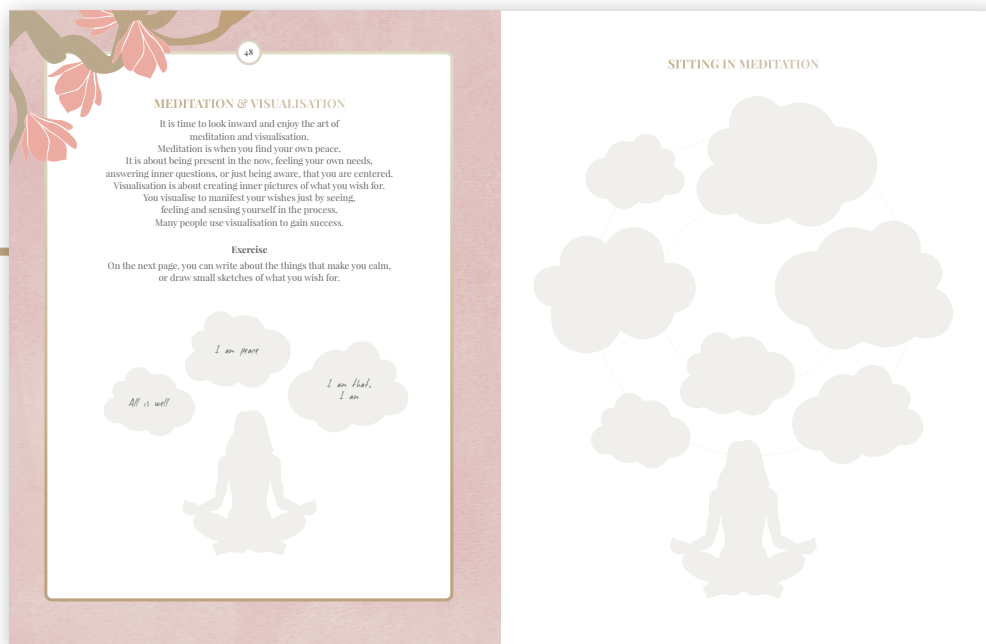 48
MEDITATION & VISUALISATION
It is time to look inward and enjoy the art of
meditation and visualisation.
Meditation is when you find your own peace.
It is about being present in the now, feeling your own needs,
answering inner questions, or just being aware, that you are centered.
Visualisation is about creating inner pictures of what you wish for.
You visualise to manifest your wishes just by seeing,
feeling and sensing yourself in the process.
Many people use visualisation to gain success.
Exercise
On the next page, you can write about the things that make you calm,
or draw small sketches of what you wish for.
I am peace
All is well
I am that,
I am
SITTING IN MEDITATION